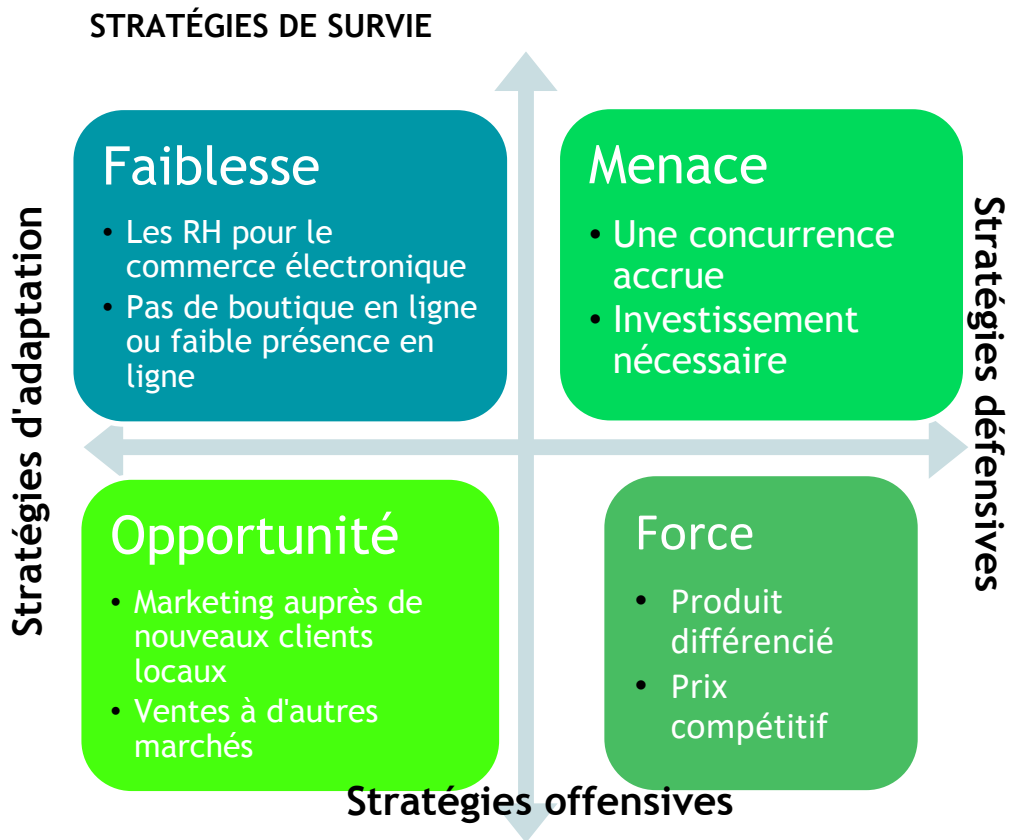 STRATÉGIES DE SURVIE
Faiblesse
• Les RH pour le
commerce électronique
• Pas de boutique en ligne
ou faible présence en
ligne
Menace
• Une concurrence
accrue
• Investissement
nécessaire
Stratégies d'adaptation
Stratégies défensives
Opportunité
• Marketing auprès de
nouveaux clients
locaux
• Ventes à d'autres
marchés
Force
• Produit
différencié
• Prix
compétitif
Stratégies offensives